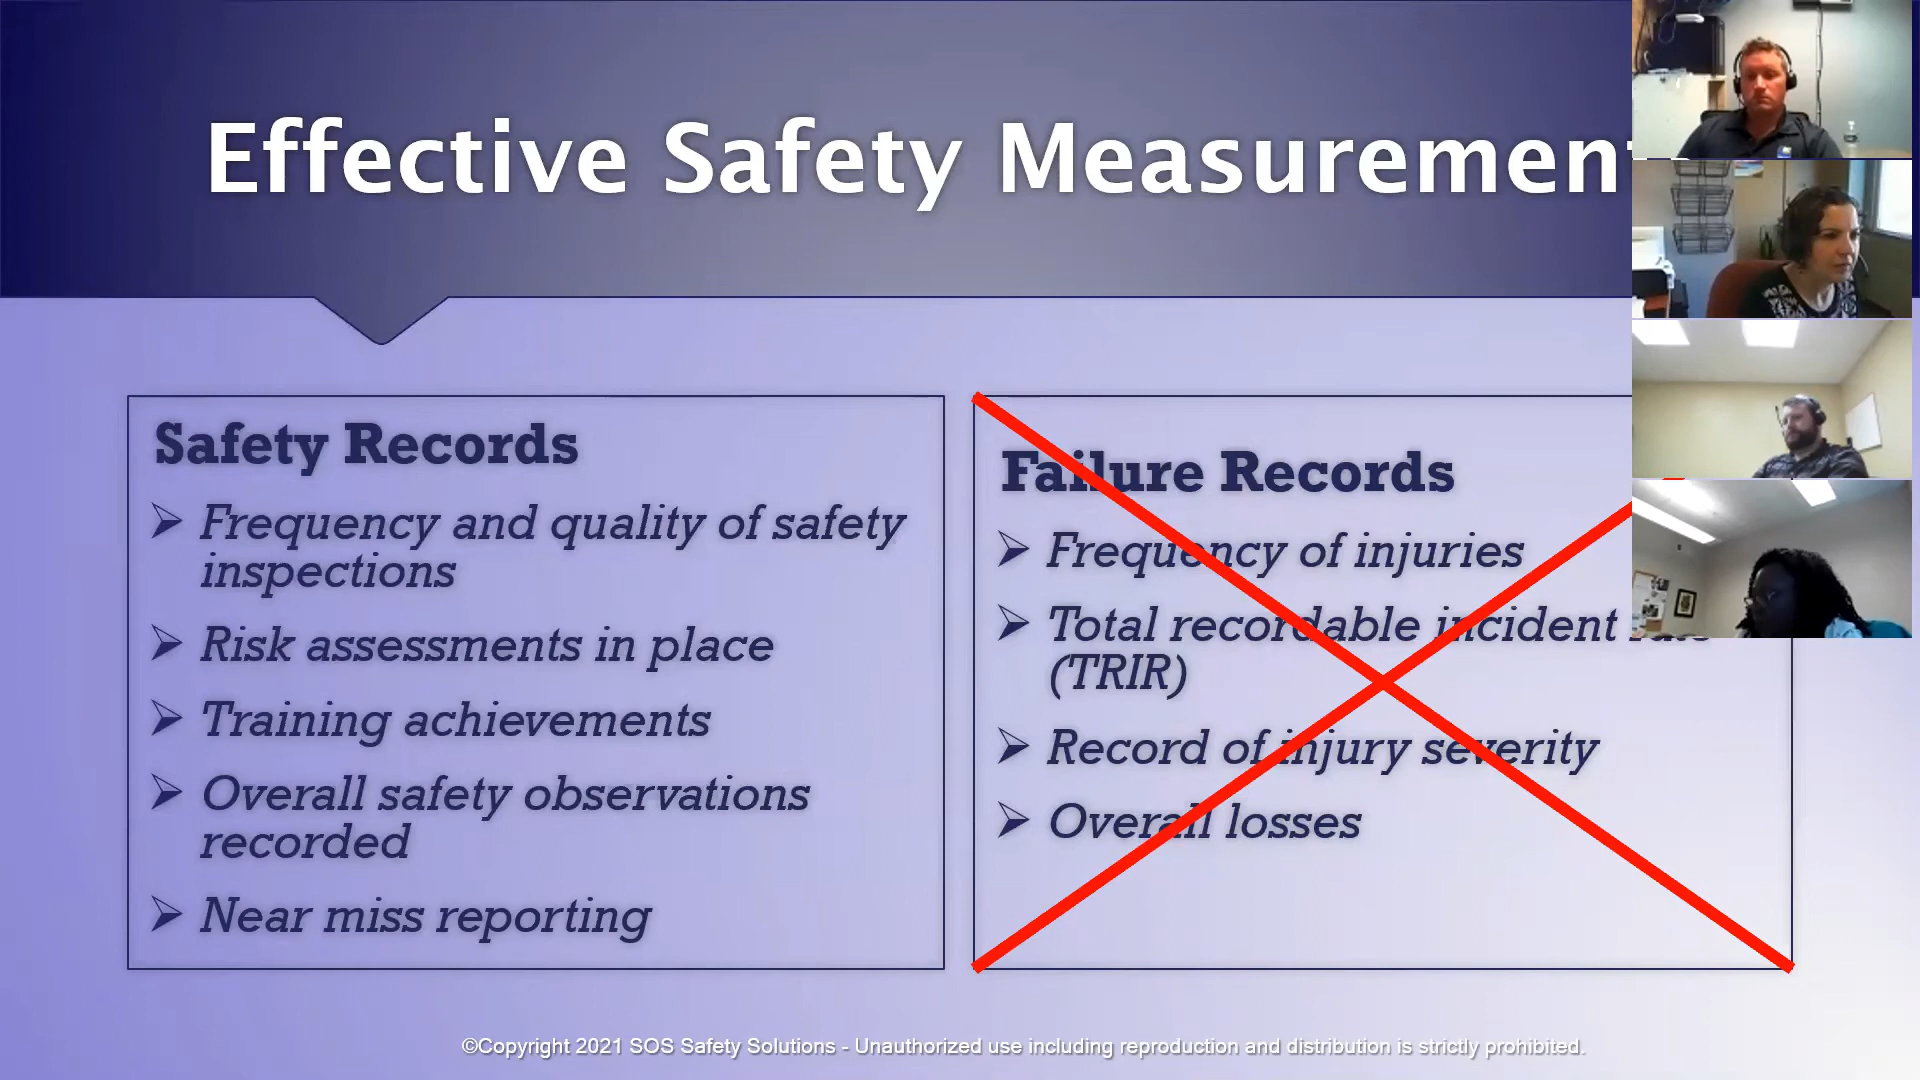 Effective Safety Measurement
Safety Records
Frequency and quality of safety
inspections
Risk assessments in place
Training achievements
Overall safety observations
recorded
Near miss reporting
Failure Records
Frequency of injuries
Total recordable incident
(TRIR)
Record of injury severity
Overall losses
©Copyright 2021 SOS Safety Solutions - Unauthorized use including reproduction and distribution is strictly prohibited.